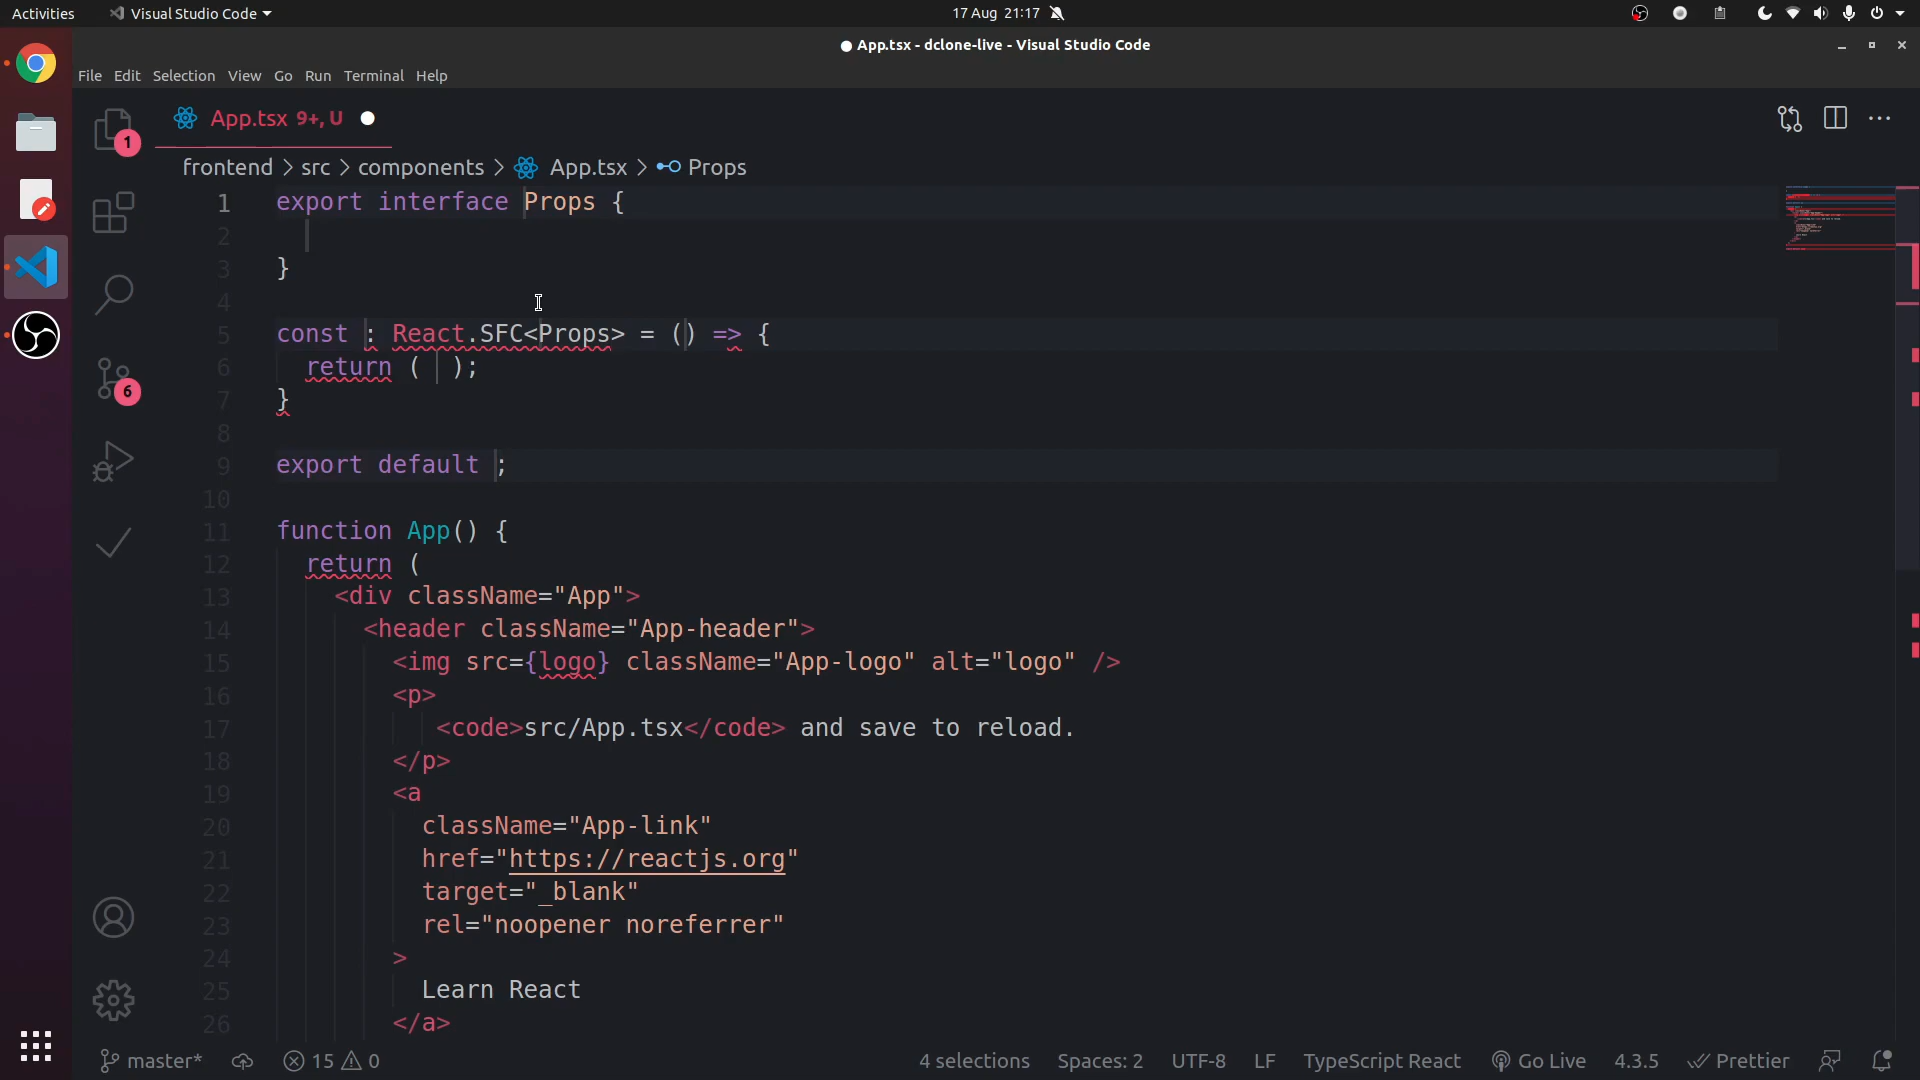 Activities Visual Studio Code 17 Aug 21:17
● App.tsx - dclone-live - Visual Studio Code
File Edit Selection View Go Run Terminal Help
1
App.tsx 9+, U
frontend > src > components > App.tsx > Props
1 export interface Props {
2
3 }
4
5 const : React.SFC<Props> = () => {
6 return ( );
6
7 }
8
9 export default ;
10
11 function App() {
12 return (
13 <div className="App">
14 <header className="App-header">
15 <img src={logo} className="App-logo" alt="logo" />
16 <p>
17 <code>src/App.tsx</code> and save to reload.
18 </p>
19 <a
20 className="App-link"
21 href="https://reactjs.org"
22 target="_blank"
23 rel="noopener noreferrer"
24 >
25 Learn React
26 </a>
master* 15 0 4 selections Spaces: 2 UTF-8 LF TypeScript React Go Live 4.3.5 Prettier